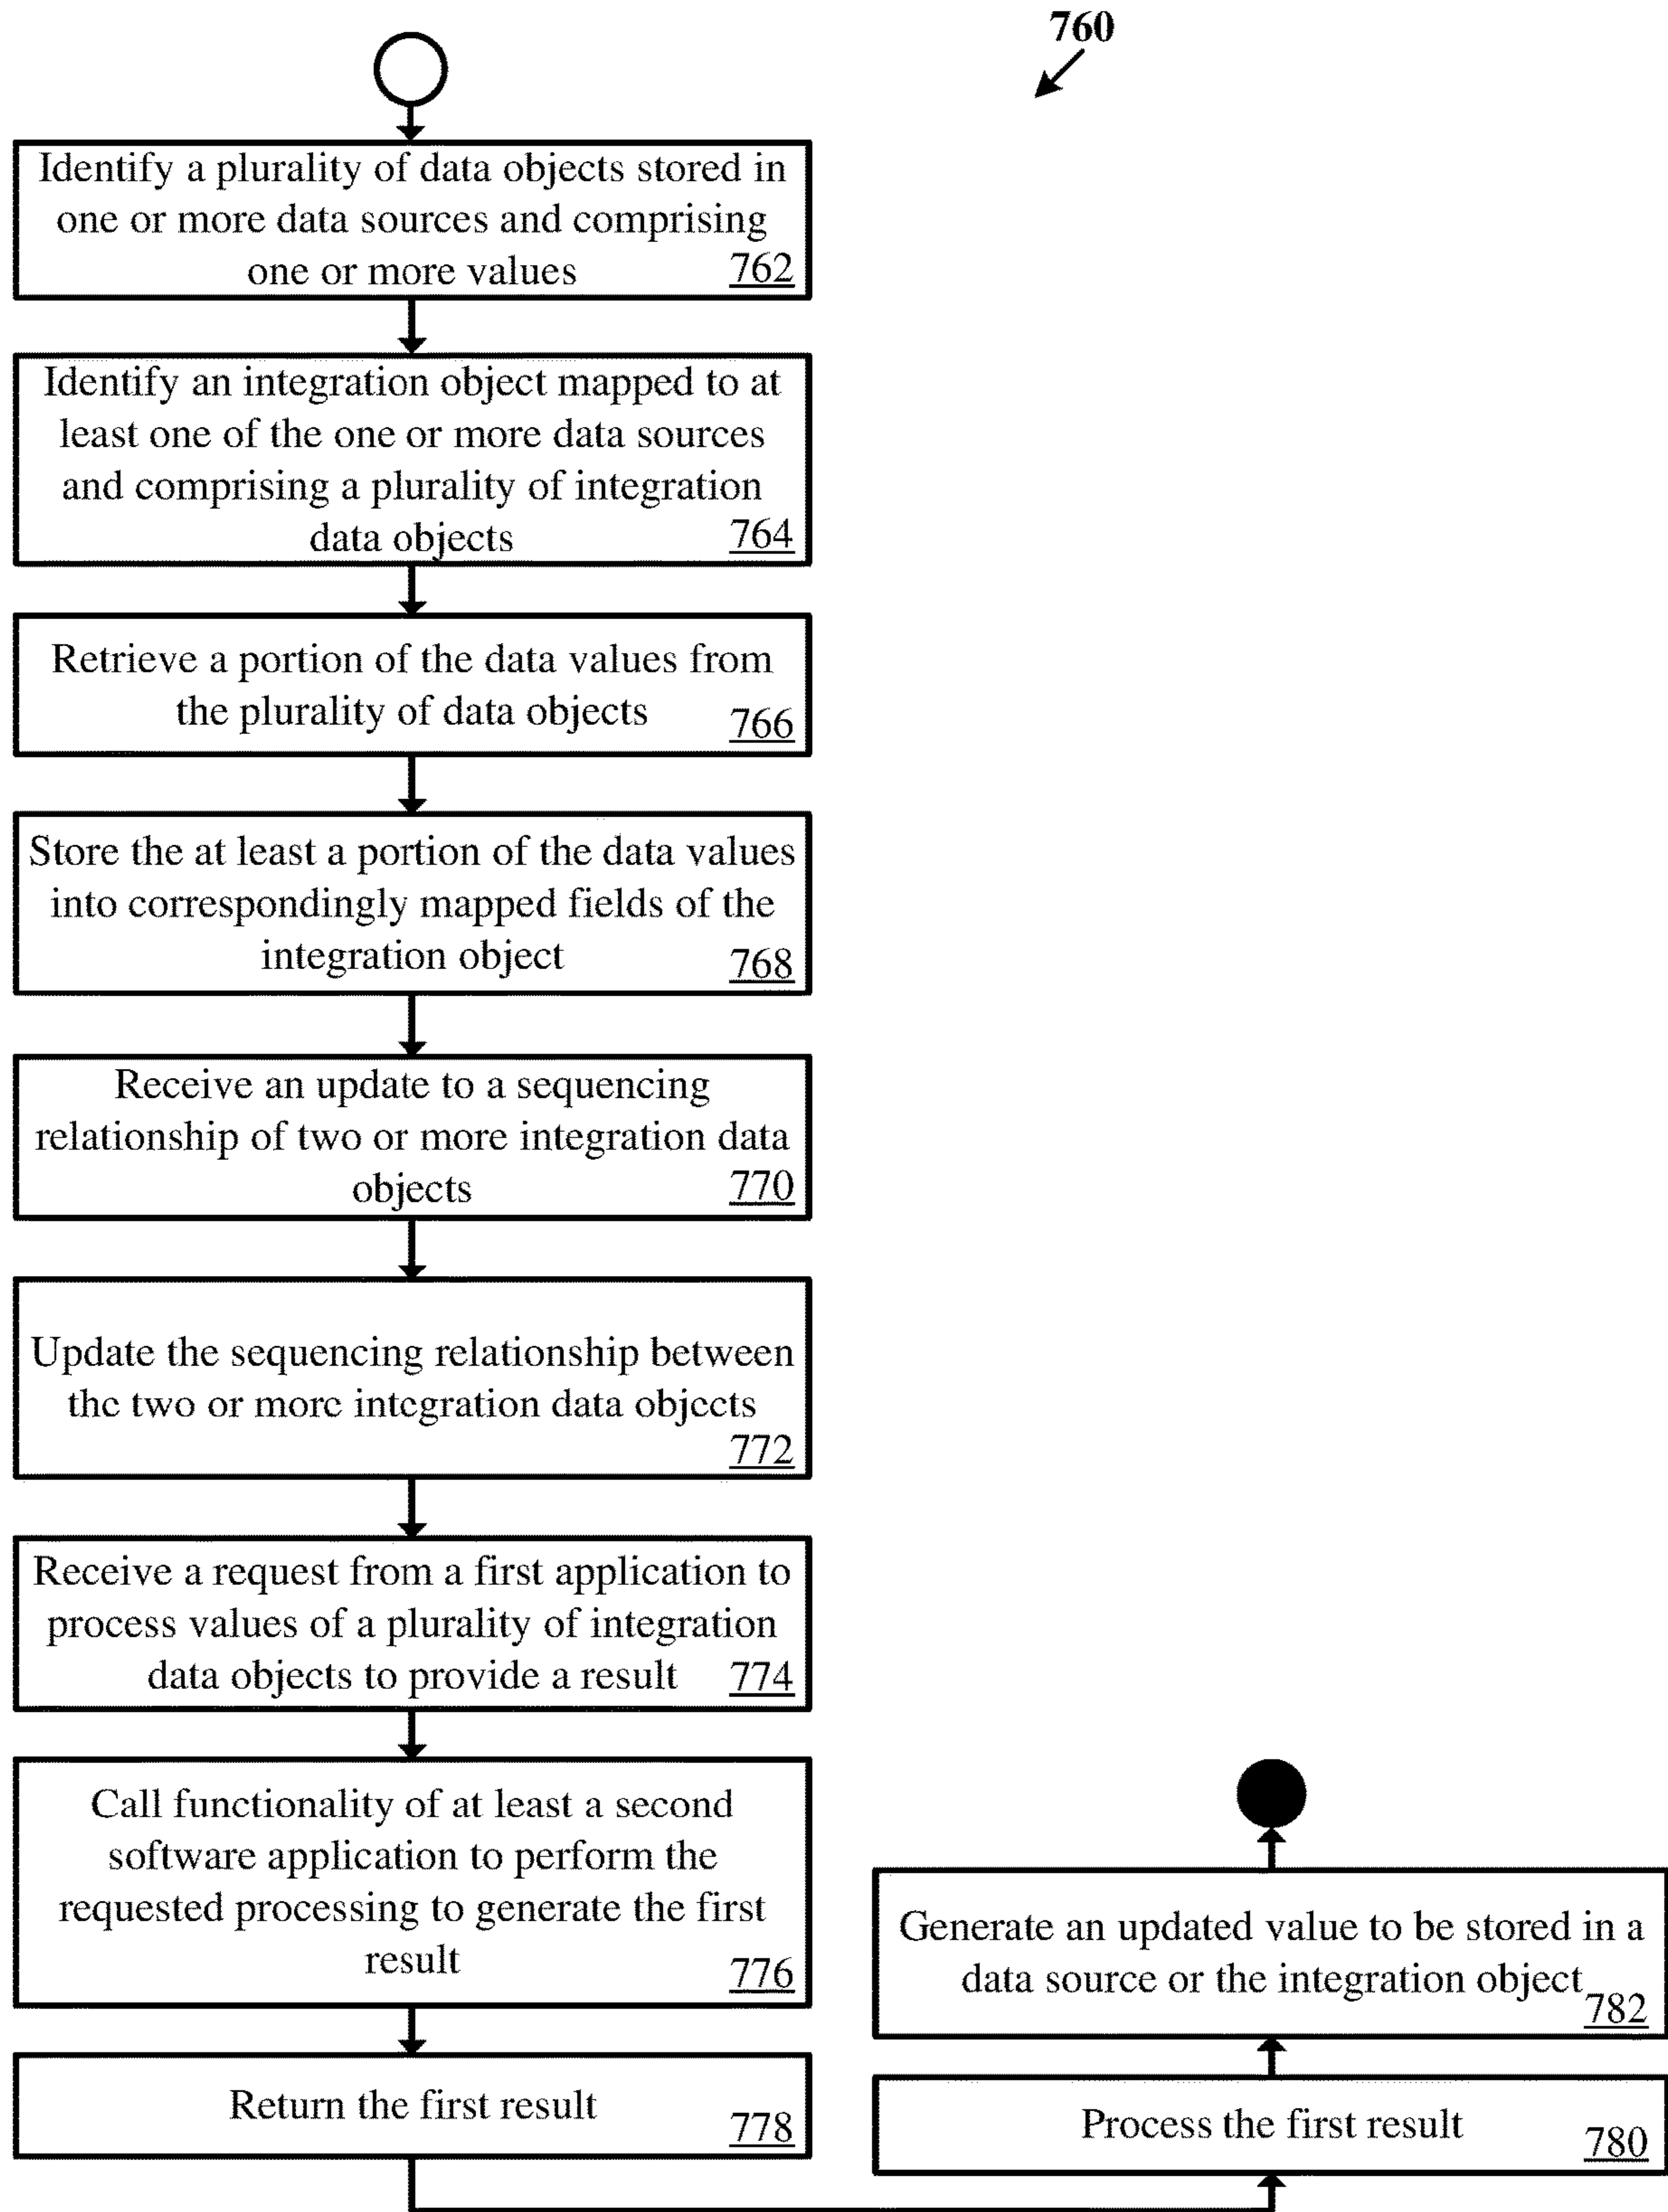 760
Identify a plurality of data objects stored in
one or more data sources and comprising
one or more values
762
Identify an integration object mapped to at
least one of the one or more data sources
and comprising a plurality of integration
data objects
764
Retrieve a portion of the data values from
the plurality of data objects
766
Store the at least a portion of the data values
into correspondingly mapped fields of the
integration object
768
Receive an update to a sequencing
relationship of two or more integration data
objects
770
Update the sequencing relationship between
the two or more integration data objects
772
Receive a request from a first application to
process values of a plurality of integration
data objects to provide a result
774
Call functionality of at least a second
software application to perform the
requested processing to generate the first
result
776
Return the first result
778
Process the first result
780
Generate an updated value to be stored in a
data source or the integration object
782